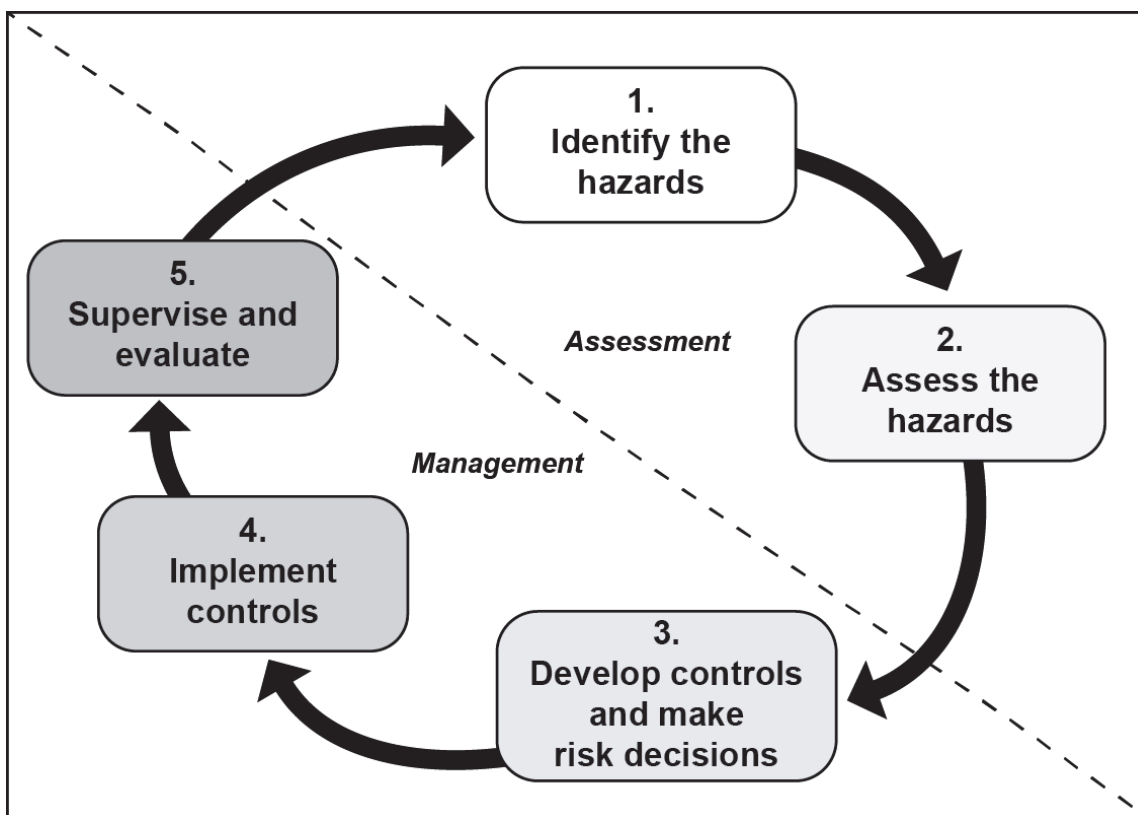 1.
Identify the
hazards
2.
Assess the
hazards
3.
Develop controls
and make
risk decisions
4.
Implement
controls
5.
Supervise and
evaluate
Assessment
Management